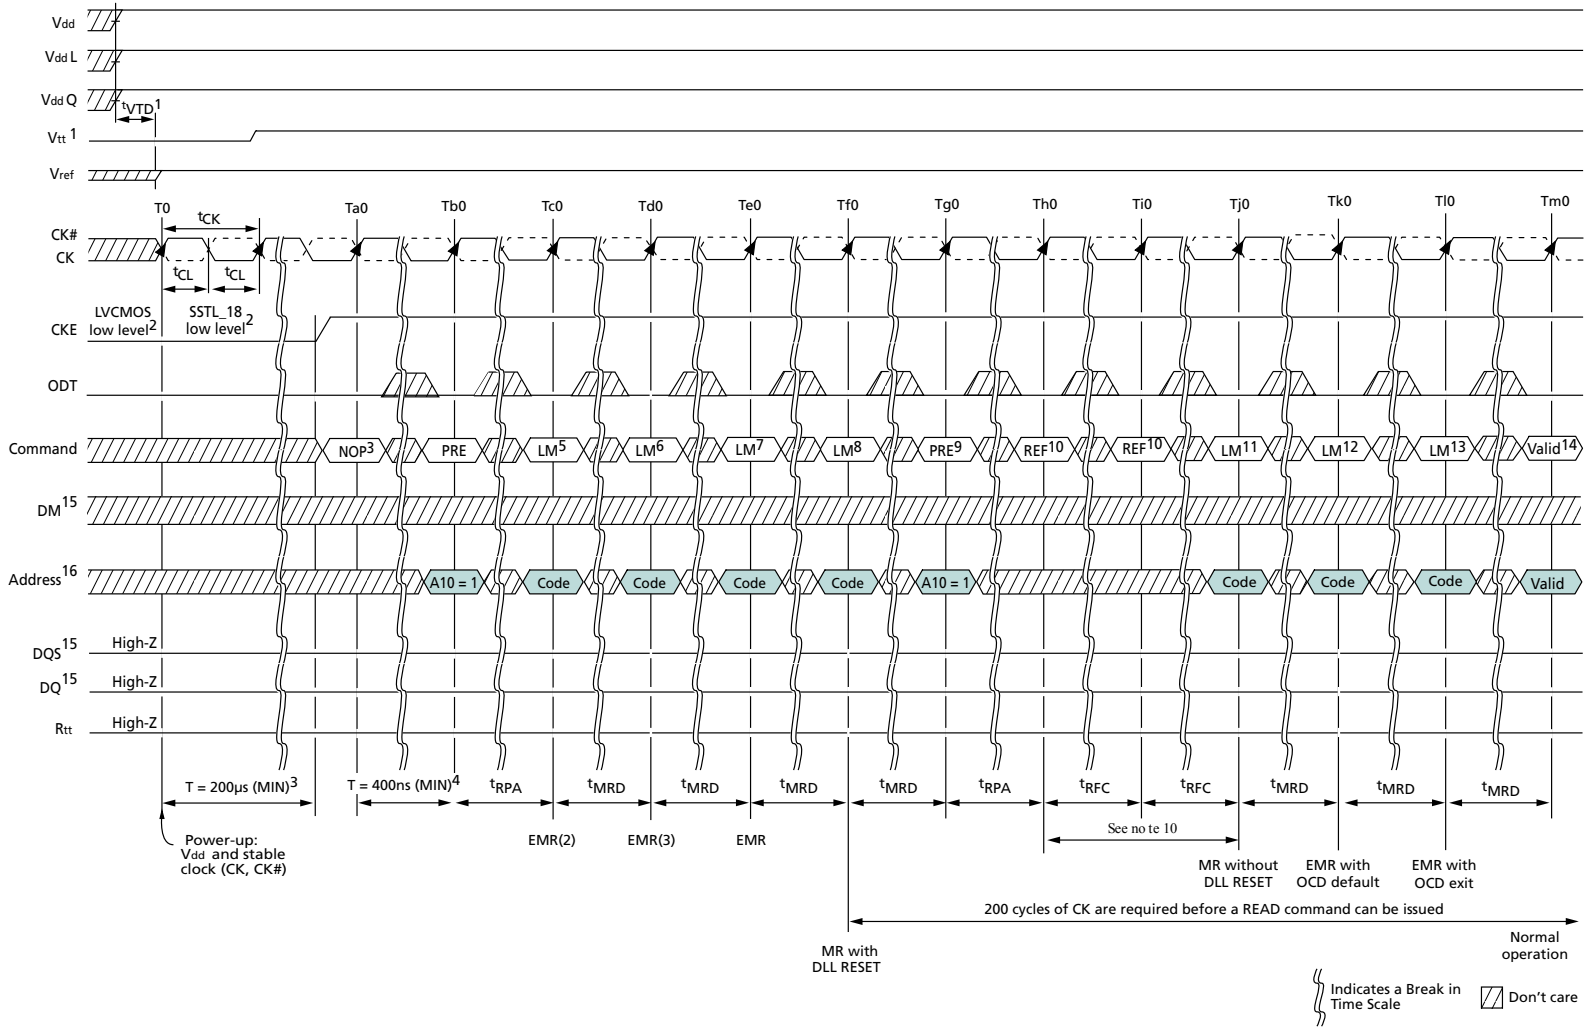 Vdd
Vdd L
Vdd Q
tVTD1
Vtt 1
Vref
T0 Ta0 Tb0 Tc0 Td0 Te0 Tf0 Tg0 Th0 Ti0 Tj0 Tk0 Tl0 Tm0
tCK
CK#
CK
tCL tCL
LVCMOS low level2
SSTL_18 low level2
CKE
ODT
Command NOP3 PRE LM5 LM6 LM7 LM8 PRE9 REF10 REF10 LM11 LM12 LM13 Valid14
DM15
Address16 A10 = 1 Code Code Code Code A10 = 1 Code Code Code Valid
DQS15 High-Z
DQ15 High-Z
Rtt High-Z
T = 200µs (MIN)3 T = 400ns (MIN)4 tRPA tMRD tMRD tMRD tMRD tRPA tRFC tRFC tMRD tMRD tMRD
See no te 10
Power-up:
Vdd and stable
clock (CK, CK#)
EMR(2) EMR(3) EMR
MR without
DLL RESET
EMR with
OCD default
EMR with
OCD exit
200 cycles of CK are required before a READ command can be issued
MR with
DLL RESET
Normal
operation
Indicates a Break in
Time Scale
Don't care